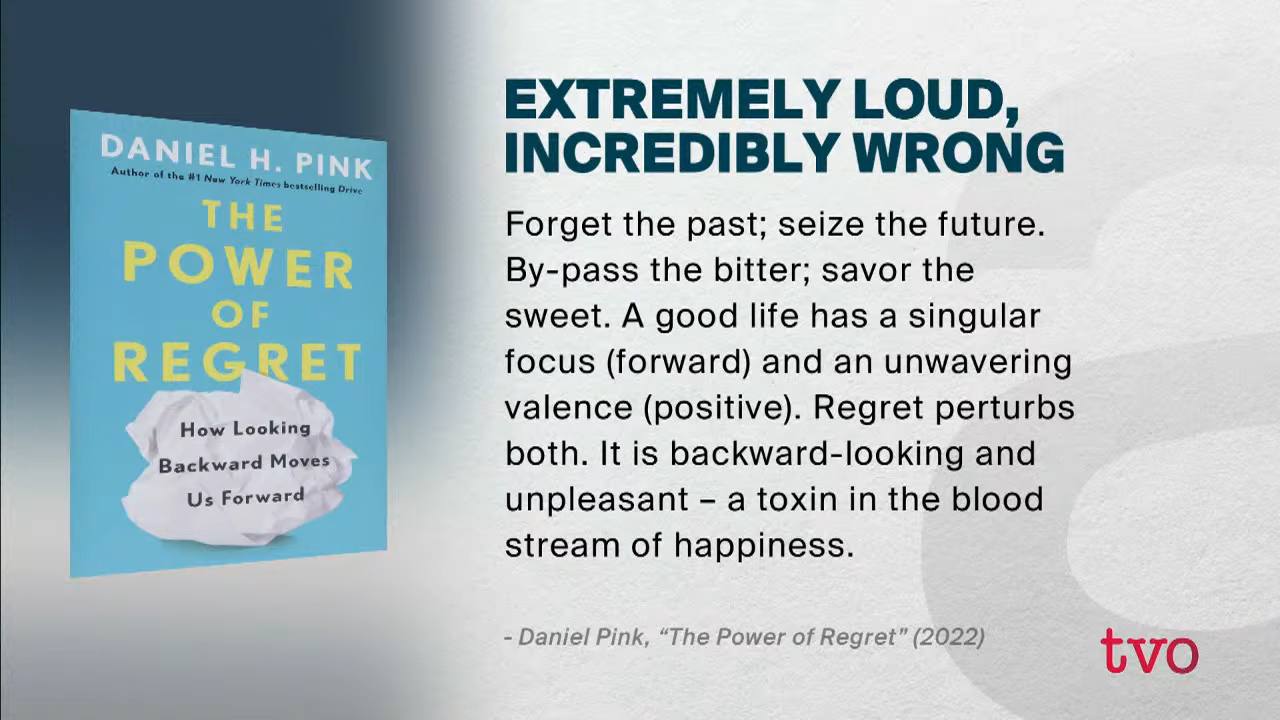 DANIEL H. PINK
Author of the #1 New York Times bestselling Drive
THE
POWER
OF
REGRET
How Looking
Backward Moves
Us Forward
EXTREMELY LOUD,
INCREDIBLY WRONG
Forget the past; seize the future.
By-pass the bitter; savor the
sweet. A good life has a singular
focus (forward) and an unwavering
valence (positive). Regret perturbs
both. It is backward-looking and
unpleasant – a toxin in the blood
stream of happiness.
- Daniel Pink, “The Power of Regret” (2022)
tvo